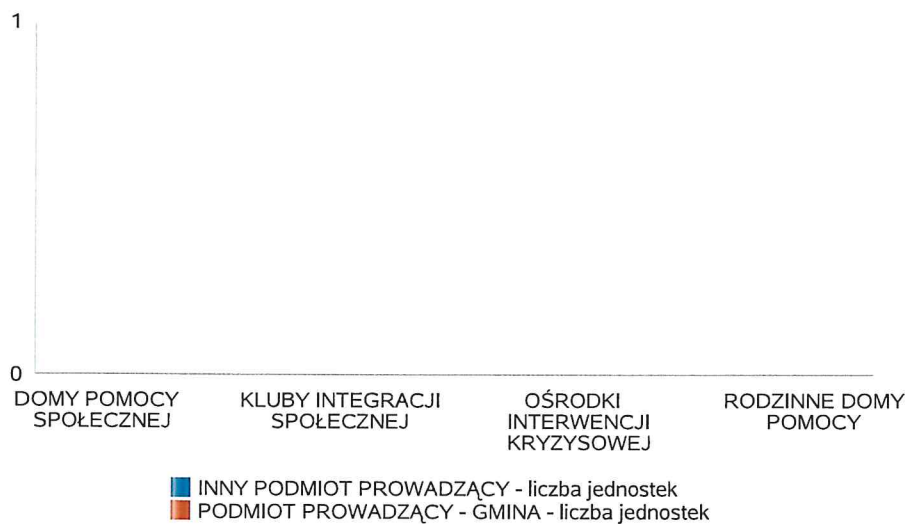 1
0
DOMY POMOCY
SPOŁECZNEJ
KLUBY INTEGRACJI
SPOŁECZNEJ
OŚRODKI
INTERWENCJI
KRYZYSOWEJ
RODZINNE DOMY
POMOCY
INNY PODMIOT PROWADZĄCY - liczba jednostek
PODMIOT PROWADZĄCY - GMINA - liczba jednostek